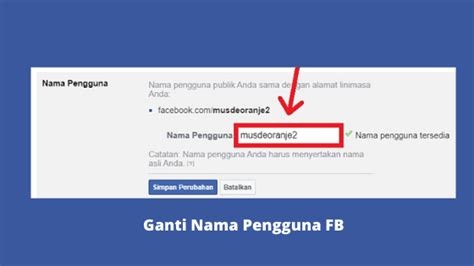 Nama Pengguna
Nama pengguna publik Anda sama dengan alamat linimasa
Anda:
facebook.com/musdeoranje2
Nama Pengguna musdeoranje2 Nama pengguna tersedia
Catatan: Nama pengguna Anda harus menyertakan nama
asli Anda. [?]
Simpan Perubahan Batalkan
Ganti Nama Pengguna FB